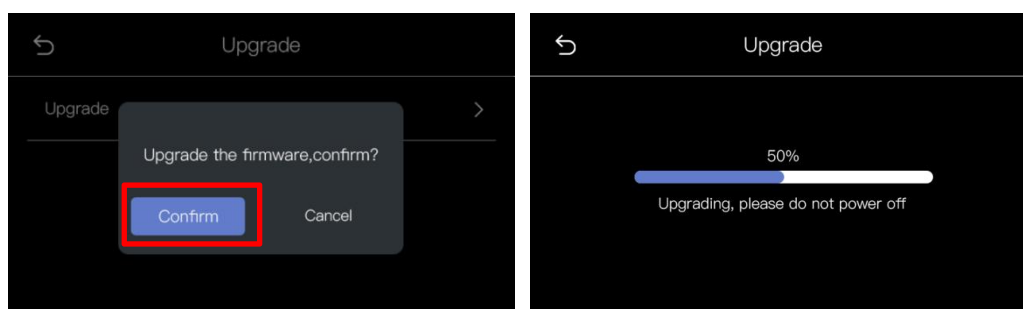 Upgrade
Upgrade
Upgrade the firmware,confirm?
Confirm Cancel
Upgrade
50%
Upgrading, please do not power off